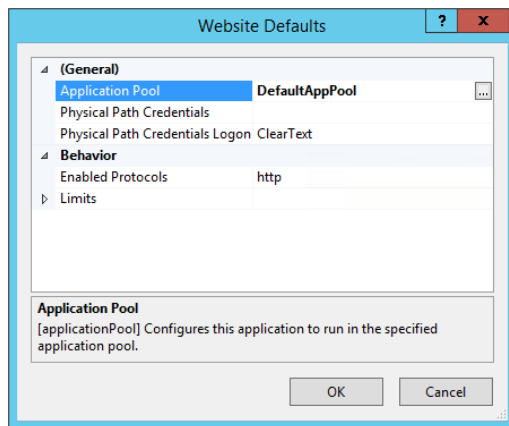 Website Defaults
? x
(General)
Application Pool DefaultAppPool ...
Physical Path Credentials
Physical Path Credentials Logon ClearText
Behavior
Enabled Protocols http
Limits
Application Pool
[applicationPool] Configures this application to run in the specified
application pool.
OK Cancel